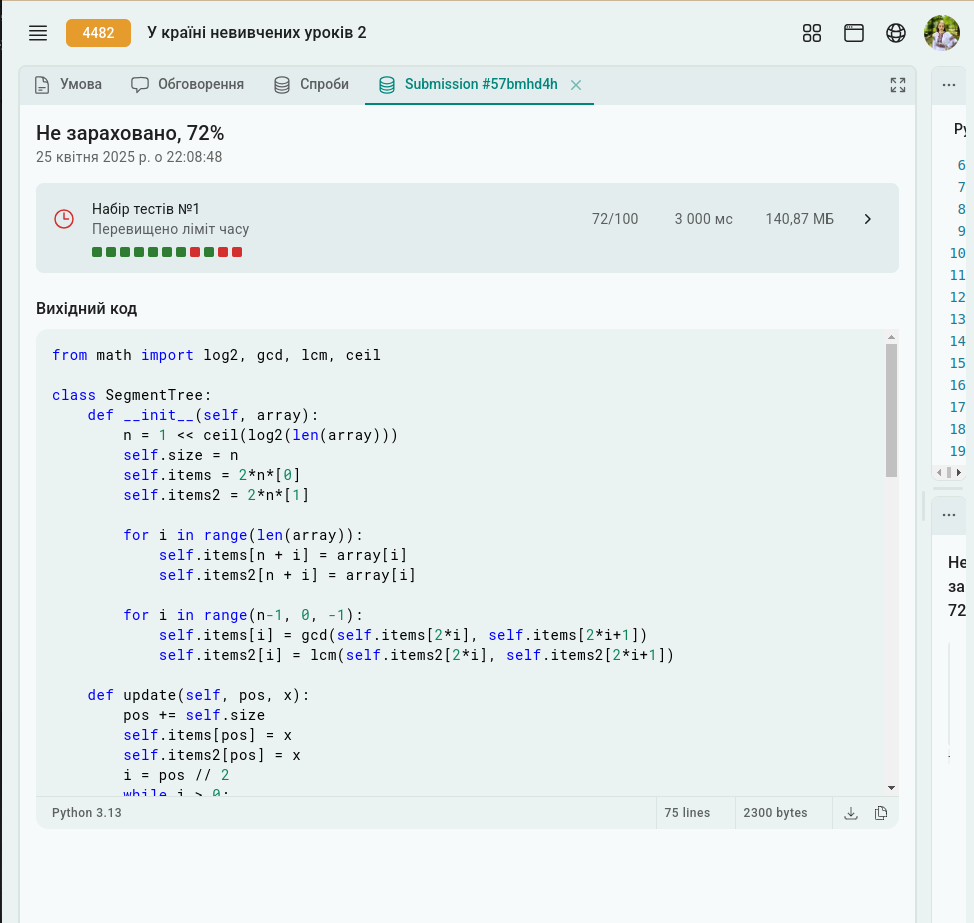 4482 У країні невивчених уроків 2
Умова Обговорення Спроби Submission #57bmhd4h
Не зараховано, 72%
25 квітня 2025 р. о 22:08:48
Набір тестів №1
Перевищено ліміт часу
72/100 3 000 мс 140,87 МБ
Вихідний код
from math import log2, gcd, lcm, ceil
class SegmentTree:
    def __init__(self, array):
        n = 1 << ceil(log2(len(array)))
        self.size = n
        self.items = 2*n*[0]
        self.items2 = 2*n*[1]
        for i in range(len(array)):
            self.items[n + i] = array[i]
            self.items2[n + i] = array[i]
        for i in range(n-1, 0, -1):
            self.items[i] = gcd(self.items[2*i], self.items[2*i+1])
            self.items2[i] = lcm(self.items2[2*i], self.items2[2*i+1])
    def update(self, pos, x):
        pos += self.size
        self.items[pos] = x
        self.items2[pos] = x
        i = pos // 2
        while i > 0:
Python 3.13 75 lines 2300 bytes
...
Ру
6
7
8
9
10
11
12
13
14
15
16
17
18
19
...
Не
за
72